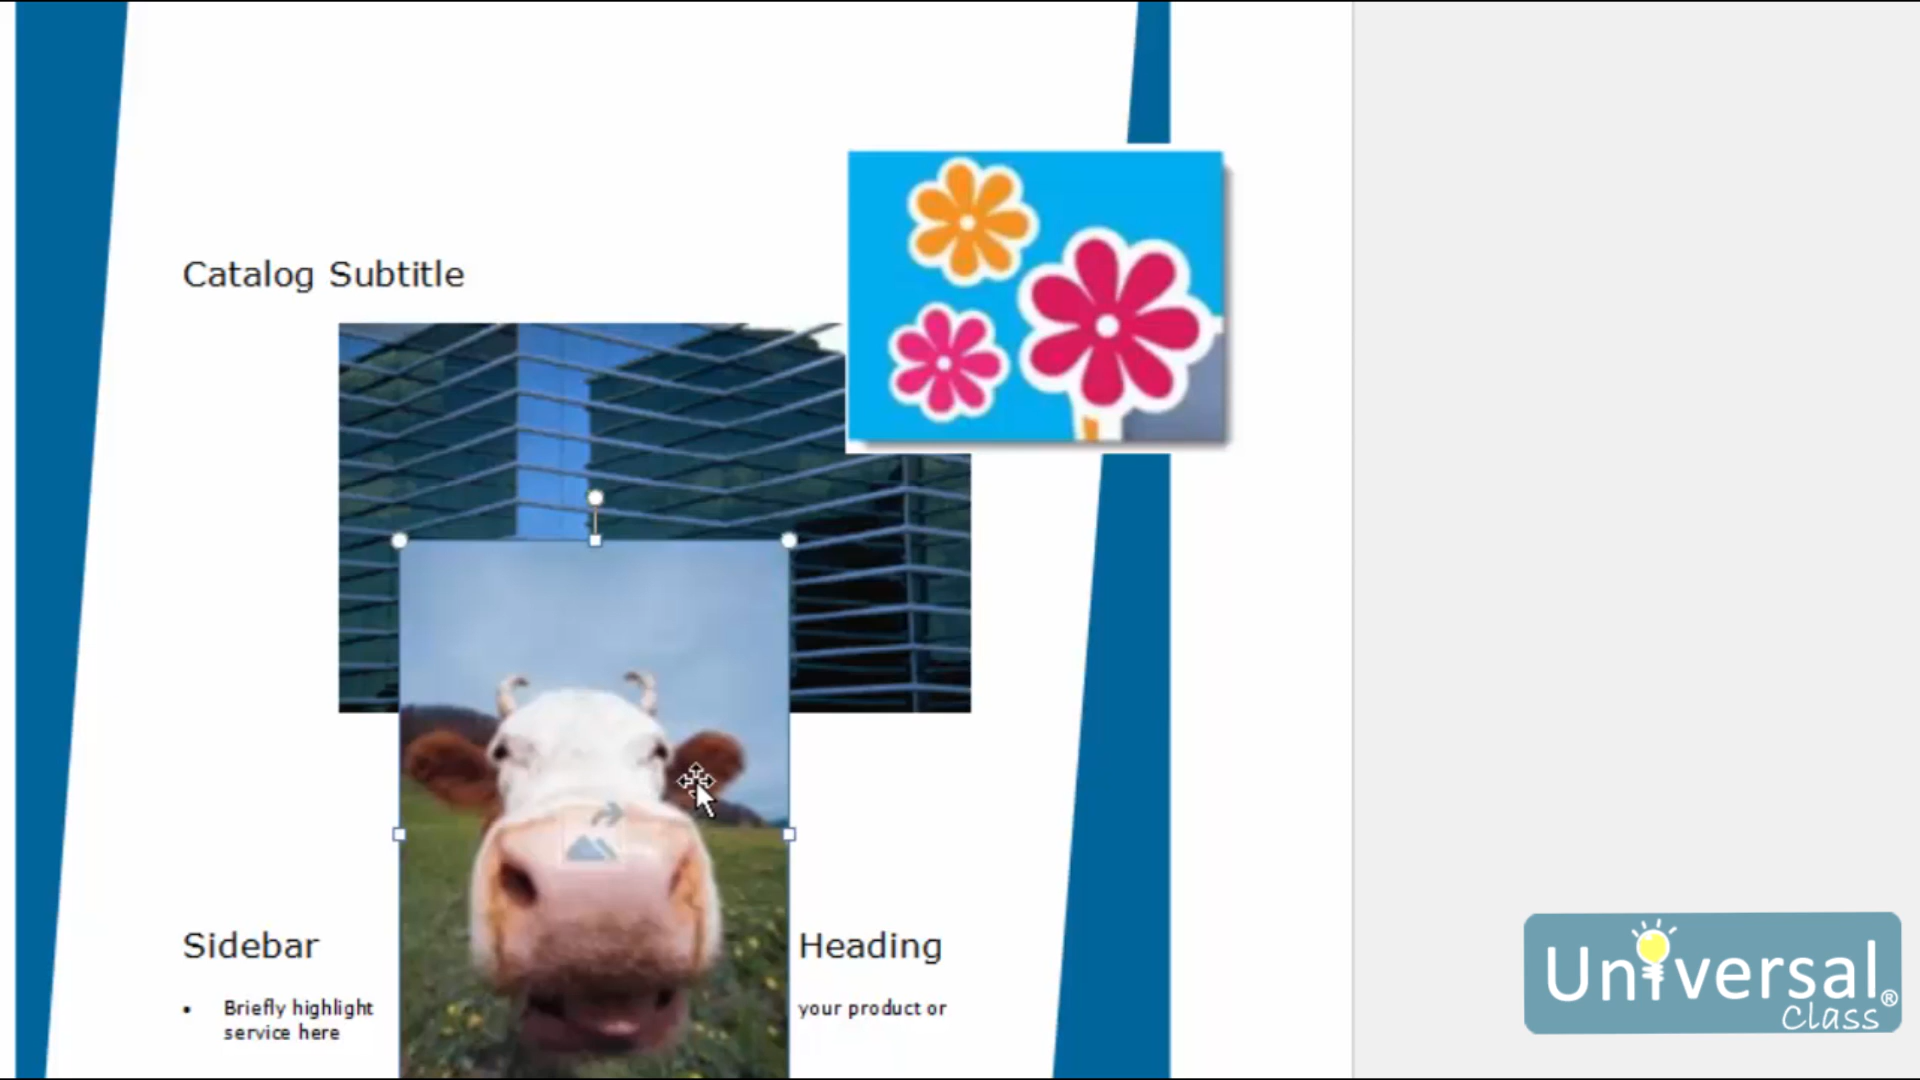 Catalog Subtitle
Sidebar Heading
• Briefly highlight your product or
service here
Universal®
Class